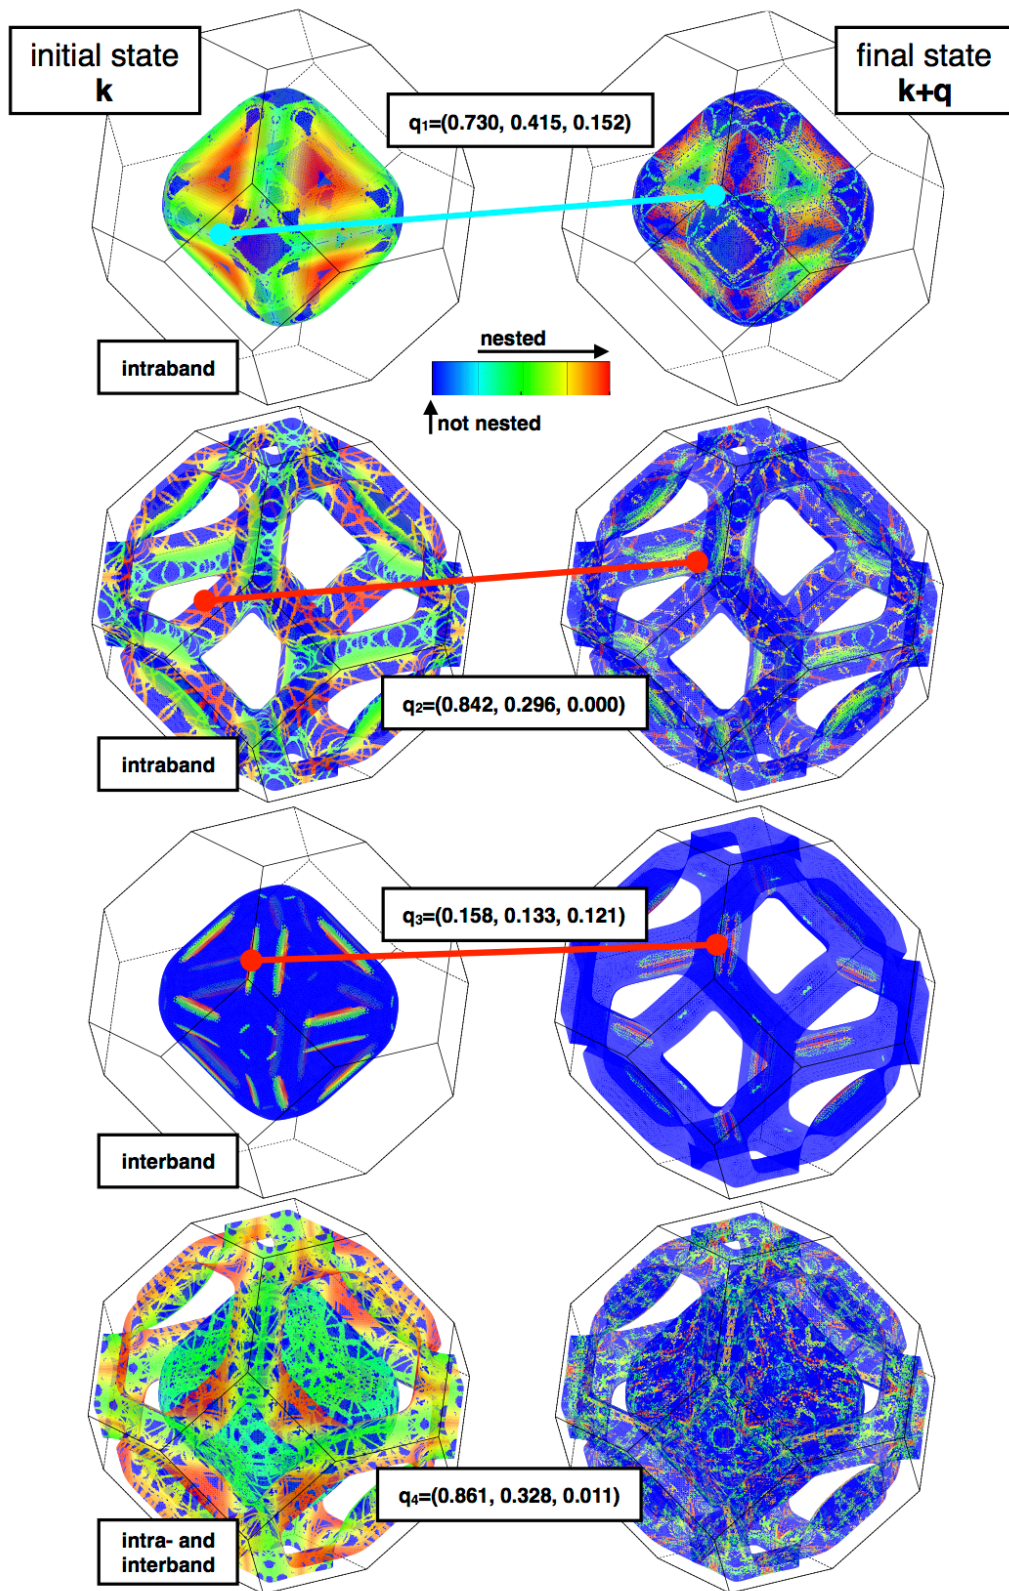 initial state
k
final state
k+q
q₁=(0.730, 0.415, 0.152)
intraband
nested
not nested
q₂=(0.842, 0.296, 0.000)
intraband
q₃=(0.158, 0.133, 0.121)
interband
q₄=(0.861, 0.328, 0.011)
intra- and
interband